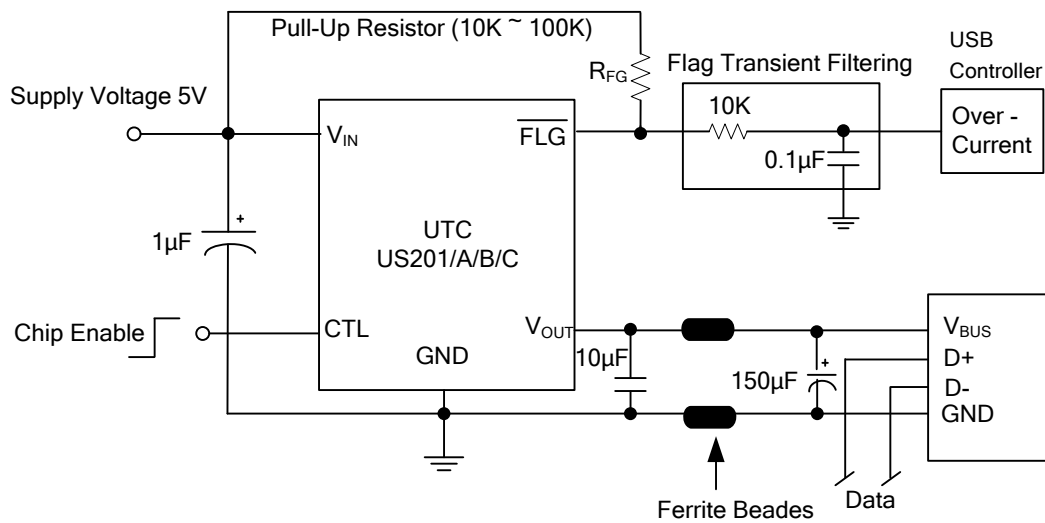 Pull-Up Resistor (10K ~ 100K)
USB
Controller
Flag Transient Filtering
RFG
Supply Voltage 5V
10K
Over -
Current
VIN
FLG
0.1μF
+
1μF
UTC
US201/A/B/C
Chip Enable
CTL
VOUT
GND
10μF
+
150μF
VBUS
D+
D-
GND
Data
Ferrite Beades